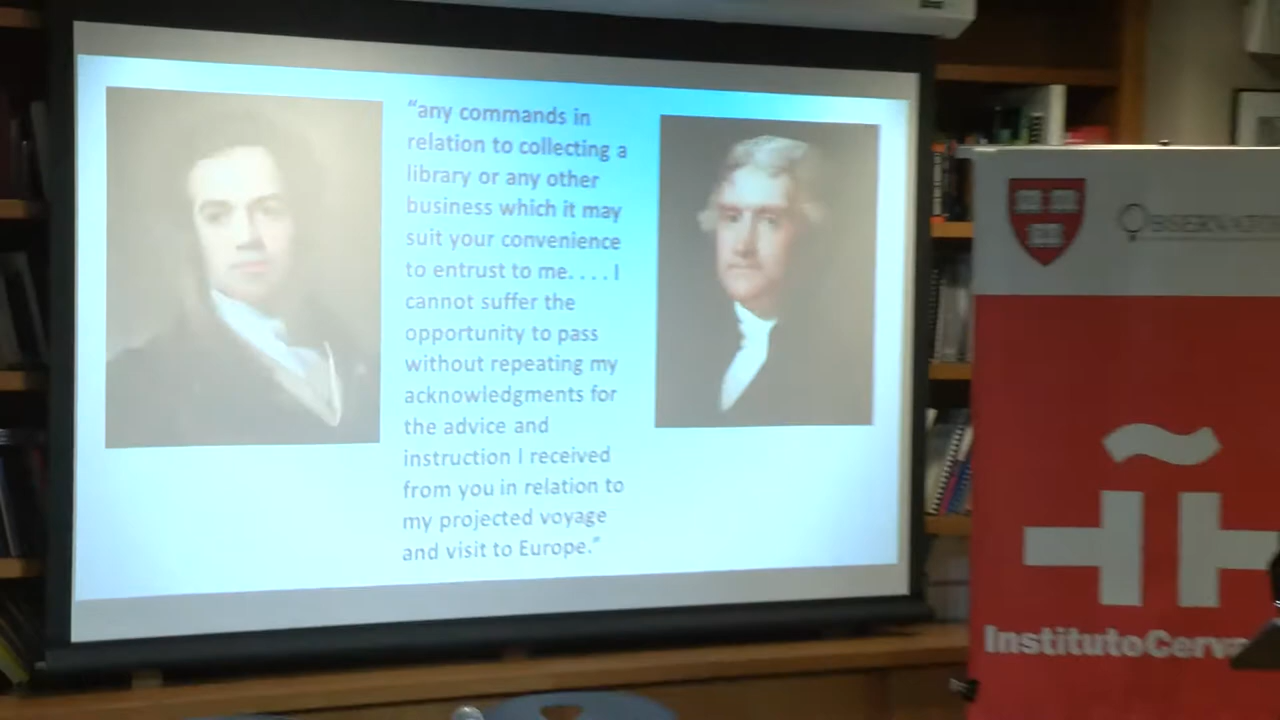 “any commands in
relation to collecting a
library or any other
business which it may
suit your convenience
to entrust to me. . . . I
cannot suffer the
opportunity to pass
without repeating my
acknowledgments for
the advice and
instruction I received
from you in relation to
my projected voyage
and visit to Europe.”
InstitutoCerva